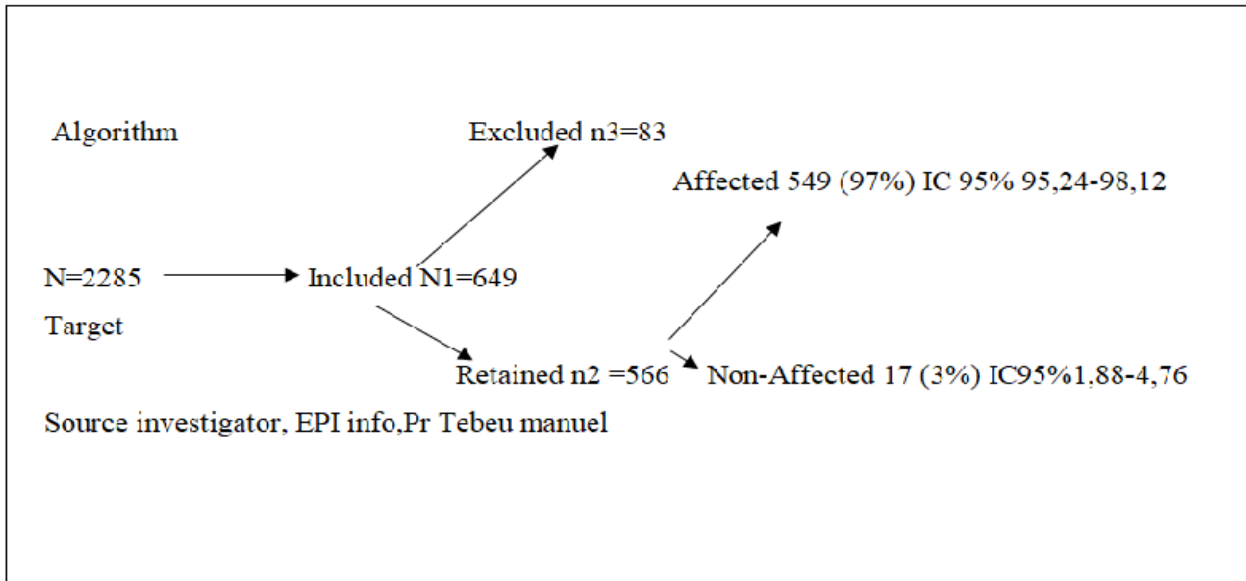 Algorithm
Excluded n3=83
Affected 549 (97%) IC 95% 95,24-98,12
N=2285
Included N1=649
Target
Retained n2 =566
Non-Affected 17 (3%) IC95%1,88-4,76
Source investigator, EPI info,Pr Tebeu manuel